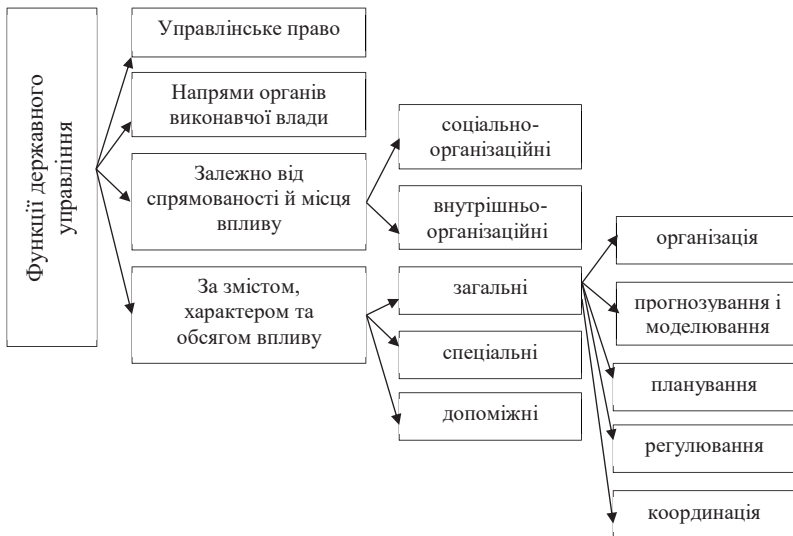 Функції державного
управління
Управлінське право
Напрями органів
виконавчої влади
Залежно від
спрямованості й місця
впливу
За змістом,
характером та
обсягом впливу
соціально-
організаційні
внутрішньо-
організаційні
загальні
спеціальні
допоміжні
організація
прогнозування і
моделювання
планування
регулювання
координація